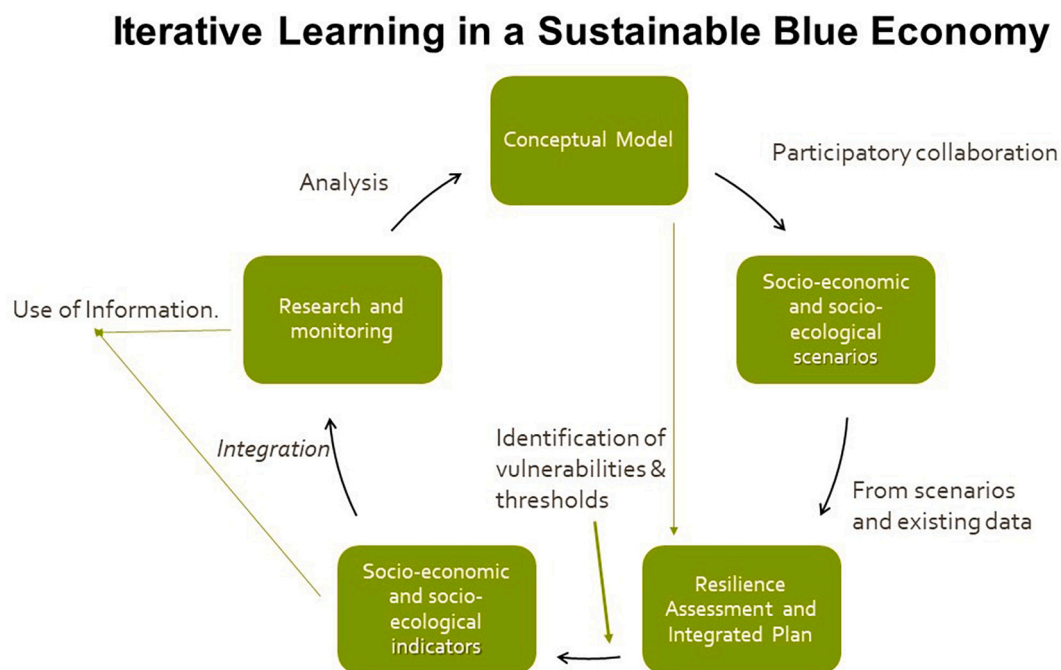 Iterative Learning in a Sustainable Blue Economy
Conceptual Model
Participatory collaboration
Analysis
Socio-economic
and socio-
ecological
scenarios
Research and
monitoring
Use of Information.
Integration
Identification of
vulnerabilities &
thresholds
From scenarios
and existing data
Socio-economic
and socio-
ecological
indicators
Resilience
Assessment and
Integrated Plan